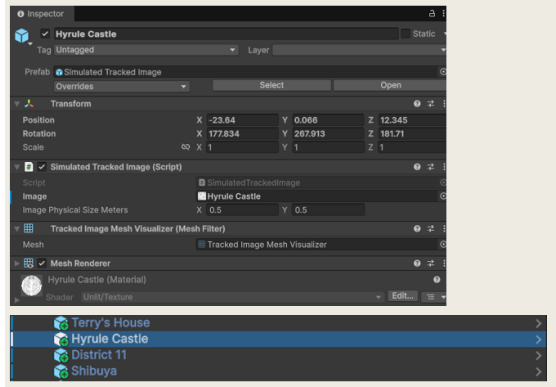 Inspector
Hyrule Castle Static
Tag Untagged Layer
Prefab Simulated Tracked Image
Overrides Select Open
Transform
Position X -23.64 Y 0.066 Z 12.345
Rotation X 177.834 Y 267.913 Z 181.71
Scale X 1 Y 1 Z 1
# Simulated Tracked Image (Script)
Script SimulatedTrackedImage
Image Hyrule Castle
Image Physical Size Meters X 0.5 Y 0.5
Tracked Image Mesh Visualizer (Mesh Filter)
Mesh Tracked Image Mesh Visualizer
Mesh Renderer
Hyrule Castle (Material)
Shader Unlit/Texture Edit...
Terry's House
Hyrule Castle
District 11
Shibuya